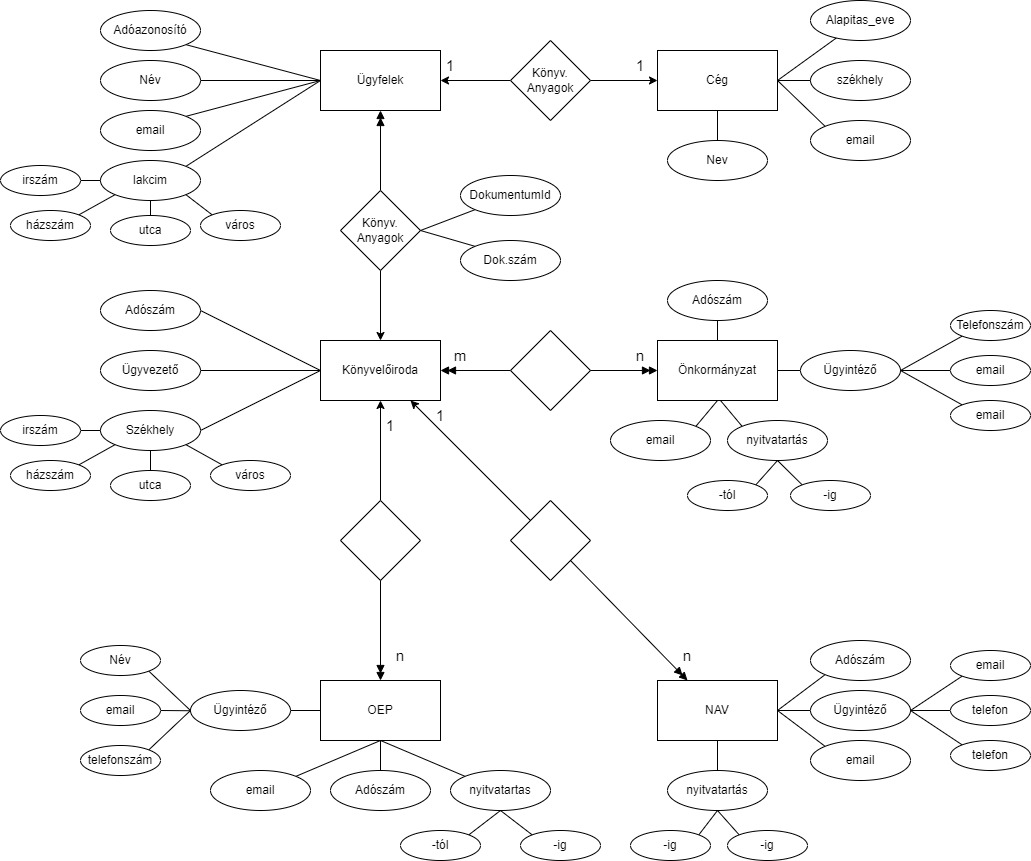 Adóazonosító
Név
email
lakcim
irszám
házszám
utca
város
Ügyfelek
1
Könyv.
Anyagok
1
Cég
Alapitas_eve
székhely
email
Nev
Könyv.
Anyagok
DokumentumId
Dok.szám
Adószám
Ügyvezető
Székhely
irszám
házszám
utca
város
Könyvelőiroda
m
n
Önkormányzat
Adószám
Ügyintéző
Telefonszám
email
email
email
nyitvatartás
-tól
-ig
1
1
n
n
Név
email
telefonszám
Ügyintéző
OEP
email
Adószám
nyitvatartas
-tól
-ig
NAV
Adószám
Ügyintéző
email
email
telefon
telefon
nyitvatartás
-ig
-ig